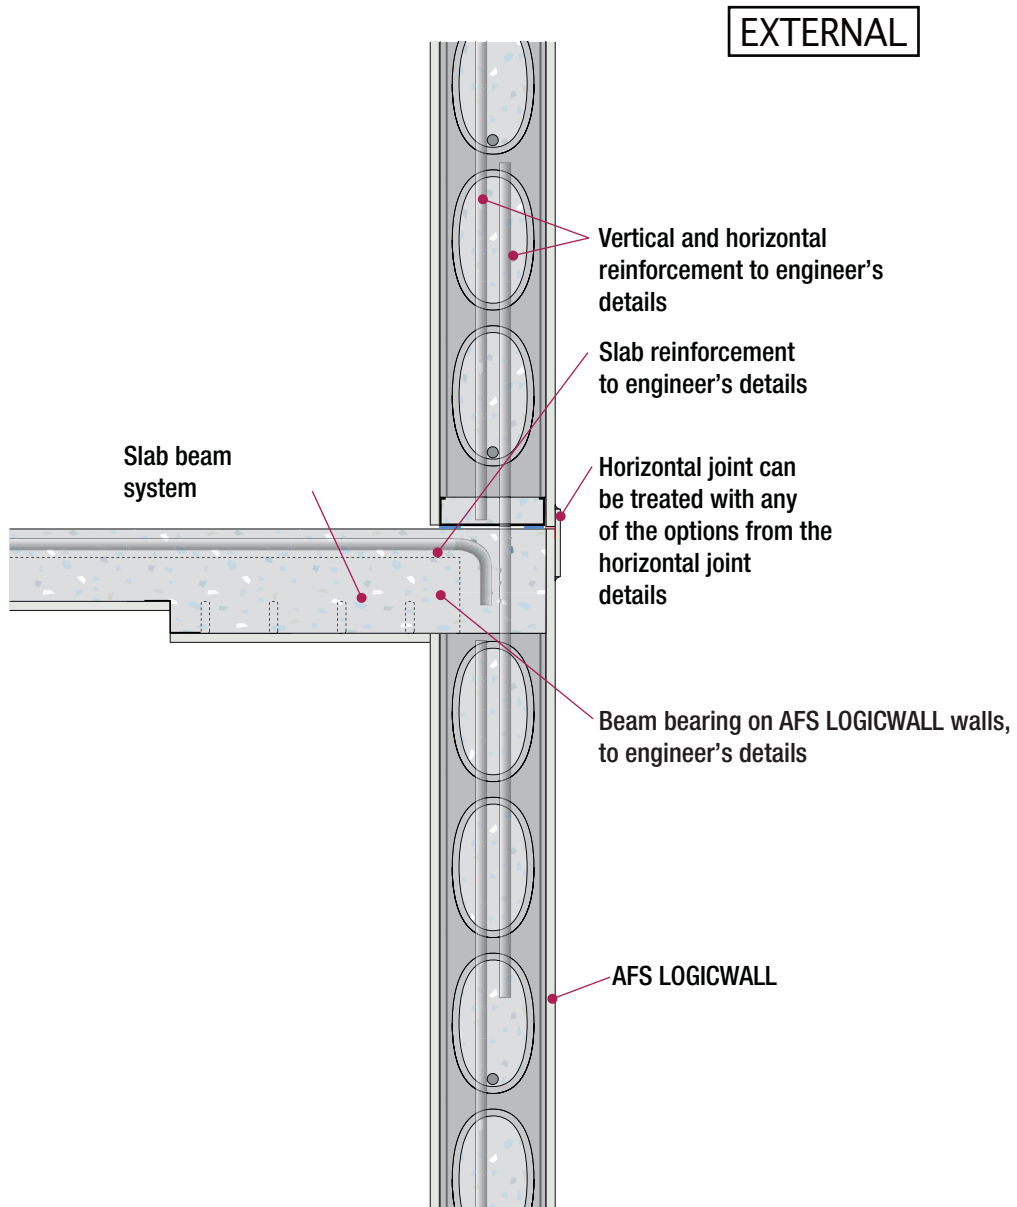 EXTERNAL
Vertical and horizontal
reinforcement to engineer’s
details
Slab reinforcement
to engineer’s details
Slab beam
system
Horizontal joint can
be treated with any
of the options from the
horizontal joint
details
Beam bearing on AFS LOGICWALL walls,
to engineer’s details
AFS LOGICWALL